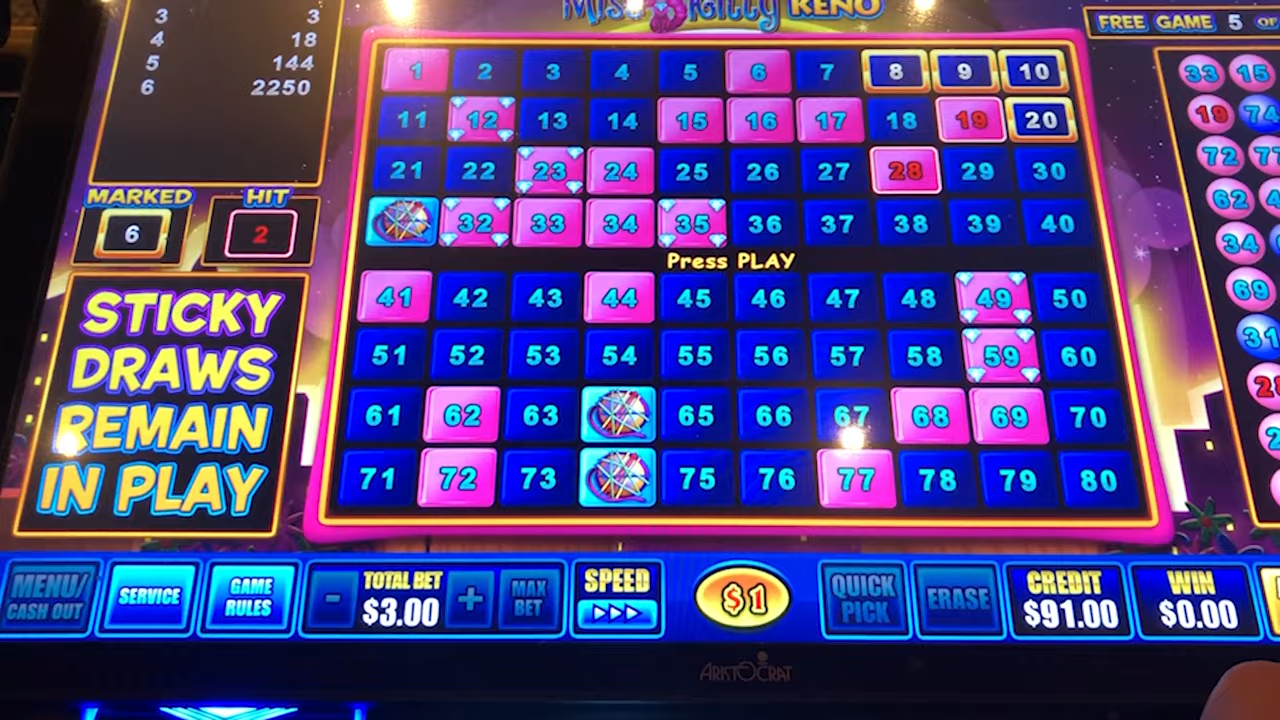 Miss Kitty KENO
FREE GAME 5 OF
3 3
4 18
5 144
6 2250
MARKED HIT
6 2
STICKY
DRAWS
REMAIN
IN PLAY
1 2 3 4 5 6 7 8 9 10
11 12 13 14 15 16 17 18 19 20
21 22 23 24 25 26 27 28 29 30
32 33 34 35 36 37 38 39 40
Press PLAY
41 42 43 44 45 46 47 48 49 50
51 52 53 54 55 56 57 58 59 60
61 62 63 65 66 67 68 69 70
71 72 73 75 76 77 78 79 80
33 15
19 74
72
62
34
69
31
MENU/
CASH OUT
SERVICE
GAME
RULES
- TOTAL BET +
$3.00
MAX
BET
SPEED
$1
QUICK
PICK
ERASE
CREDIT
$91.00
WIN
$0.00
ARISTOCRAT